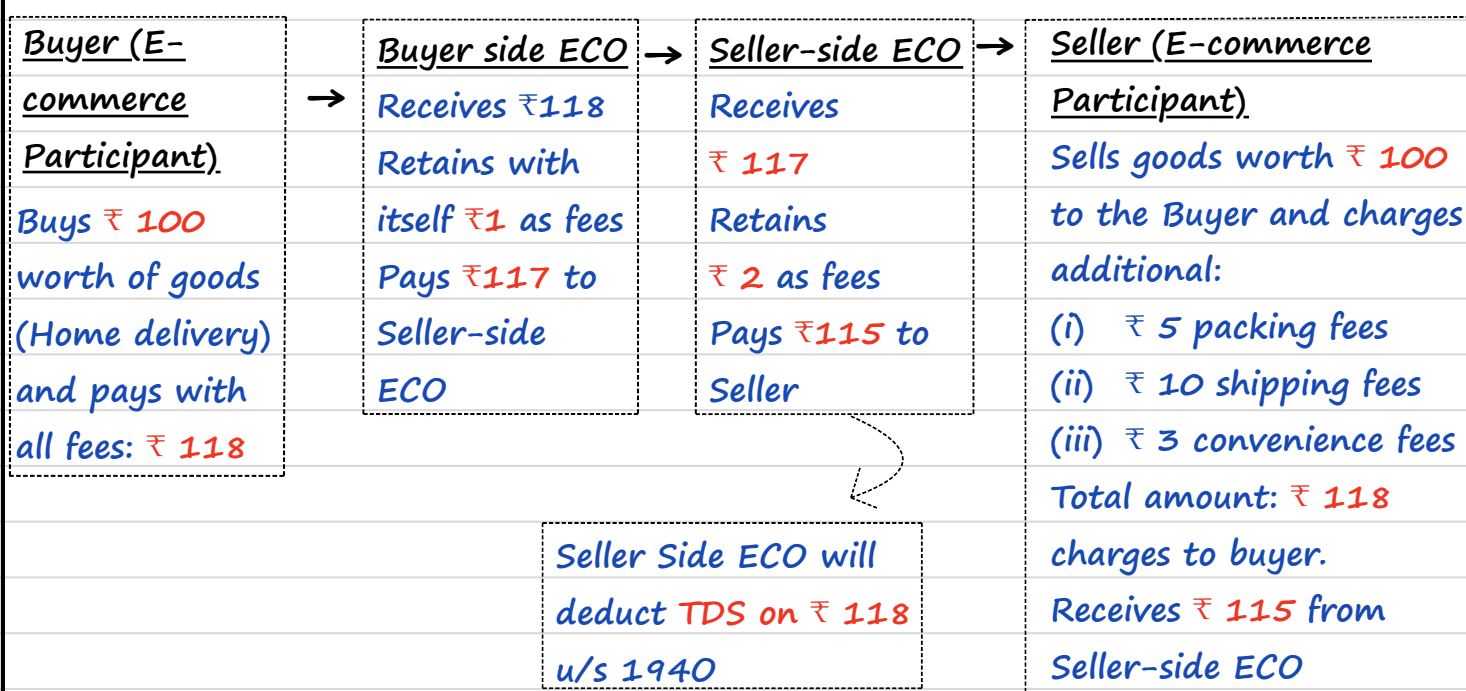 Buyer (E-
commerce
Participant)
Buys ₹ 100
worth of goods
(Home delivery)
and pays with
all fees: ₹ 118
→
Buyer side ECO
Receives ₹118
Retains with
itself ₹1 as fees
Pays ₹117 to
Seller-side
ECO
→
Seller-side ECO
Receives
₹ 117
Retains
₹ 2 as fees
Pays ₹115 to
Seller
→
Seller (E-commerce
Participant)
Sells goods worth ₹ 100
to the Buyer and charges
additional:
(i) ₹ 5 packing fees
(ii) ₹ 10 shipping fees
(iii) ₹ 3 convenience fees
Total amount: ₹ 118
charges to buyer.
Receives ₹ 115 from
Seller-side ECO
Seller Side ECO will
deduct TDS on ₹ 118
u/s 194O